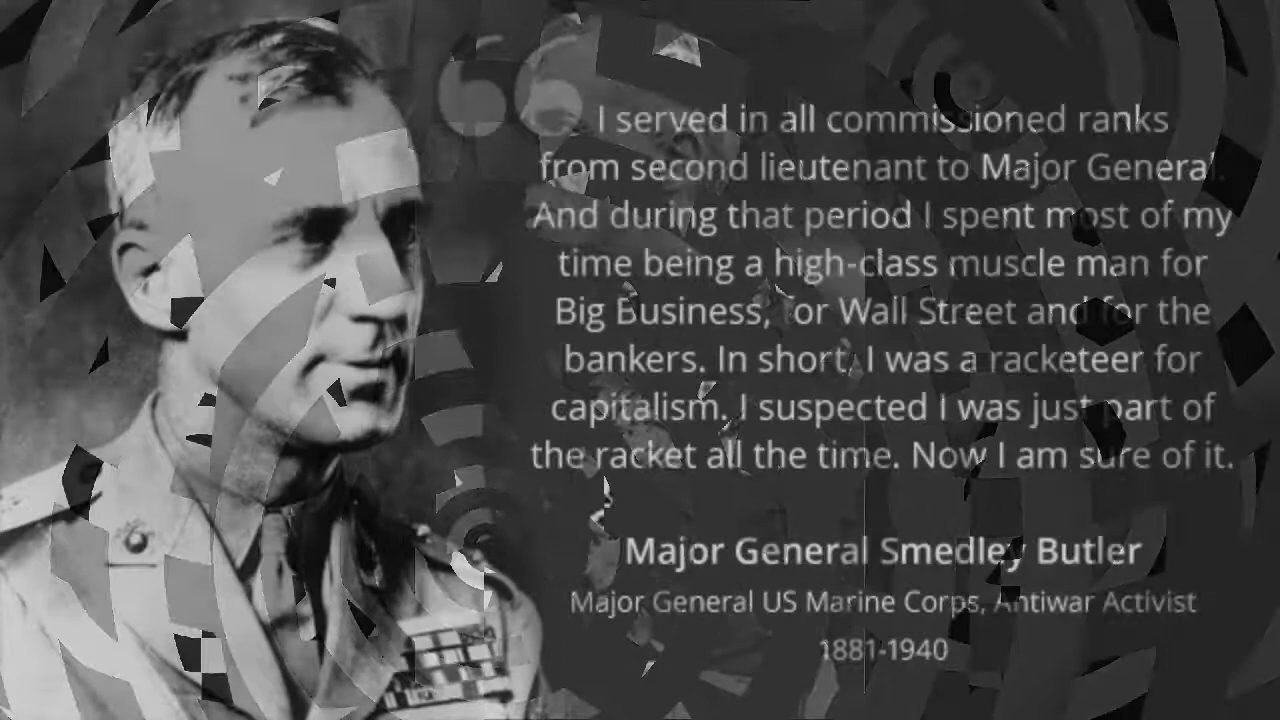 I served in all commissioned ranks
from second lieutenant to Major General.
And during that period I spent most of my
time being a high-class muscle man for
Big Business, for Wall Street and for the
bankers. In short, I was a racketeer for
capitalism. I suspected I was just part of
the racket all the time. Now I am sure of it.
Major General Smedley Butler
Major General US Marine Corps, Antiwar Activist
1881-1940